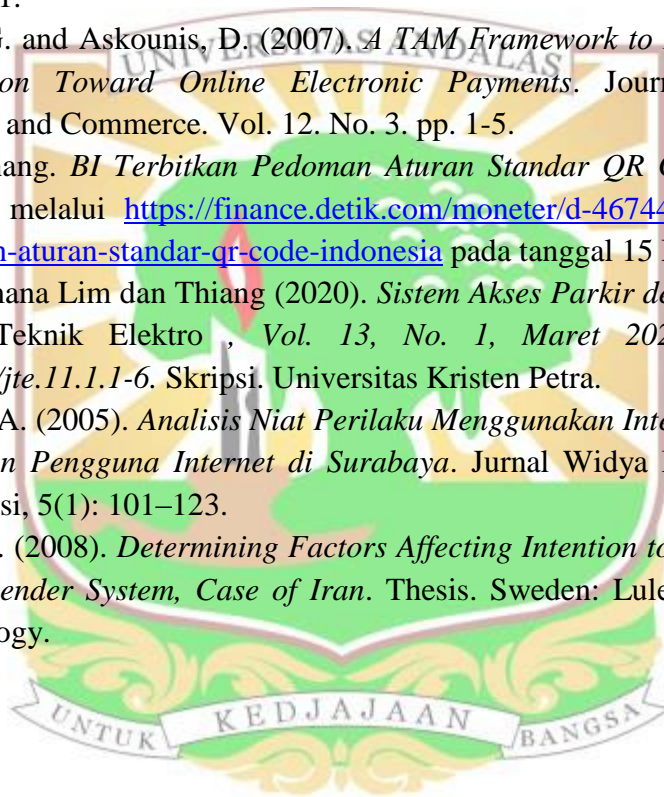 G. and Askounis, D. (2007). A TAM Framework to
UNIVERSITAS ANDALAS
on Toward Online Electronic Payments. Journ
and Commerce. Vol. 12. No. 3. pp. 1-5.
nang. BI Terbitkan Pedoman Aturan Standar QR C
melalui https://finance.detik.com/moneter/d-46744
n-aturan-standar-qr-code-indonesia pada tanggal 15
nana Lim dan Thiang (2020). Sistem Akses Parkir de
Teknik Elektro , Vol. 13, No. 1, Maret 202
/jte.11.1.1-6. Skripsi. Universitas Kristen Petra.
A. (2005). Analisis Niat Perilaku Menggunakan Inte
n Pengguna Internet di Surabaya. Jurnal Widya
si, 5(1): 101–123.
. (2008). Determining Factors Affecting Intention to
ender System, Case of Iran. Thesis. Sweden: Lule
ogy.
UNTUK KEDJAJAAN BANGSA